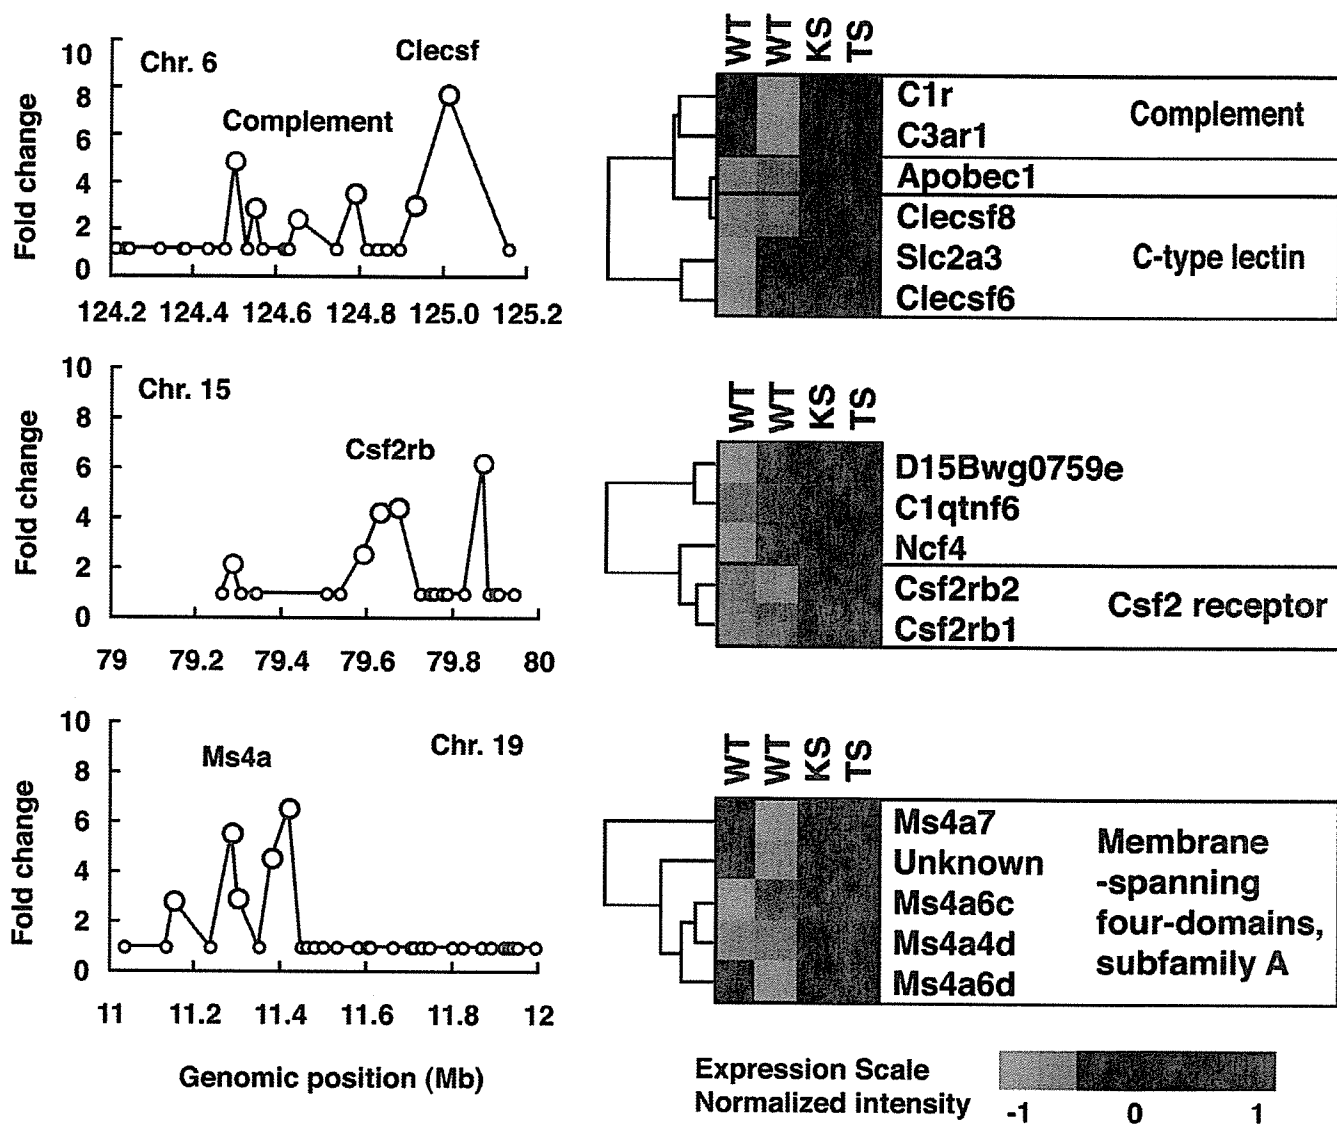 Chr. 6
Clecsf
Complement
Fold change
10
8
6
4
2
0
124.2 124.4 124.6 124.8 125.0 125.2
WT WT KS TS
C1r
C3ar1
Complement
Apobec1
Clecsf8
Slc2a3
Clecsf6
C-type lectin
Chr. 15
Csf2rb
Fold change
10
8
6
4
2
0
79 79.2 79.4 79.6 79.8 80
WT WT KS TS
D15Bwg0759e
C1qtnf6
Ncf4
Csf2rb2
Csf2rb1
Csf2 receptor
Ms4a
Chr. 19
Fold change
10
8
6
4
2
0
11 11.2 11.4 11.6 11.8 12
Genomic position (Mb)
WT WT KS TS
Ms4a7
Unknown
Ms4a6c
Ms4a4d
Ms4a6d
Membrane
-spanning
four-domains,
subfamily A
Expression Scale
Normalized intensity
-1 0 1